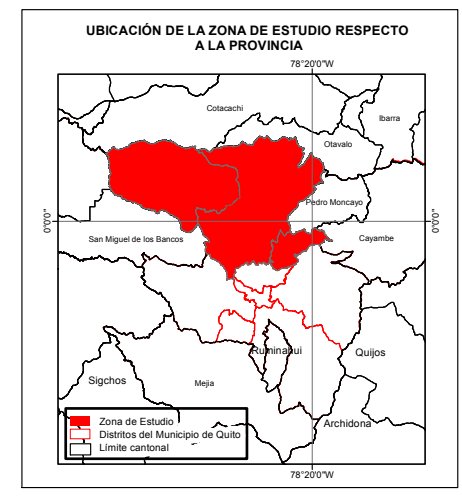 UBICACIÓN DE LA ZONA DE ESTUDIO RESPECTO
A LA PROVINCIA
78°20'0"W
Cotacachi
Ibarra
Otavalo
Pedro Moncayo
0°0'0"
0°0'0"
San Miguel de los Bancos
Cayambe
Ruminahui
Quijos
Sigchos
Mejia
Archidona
Zona de Estudio
Distritos del Municipio de Quito
Límite cantonal
78°20'0"W